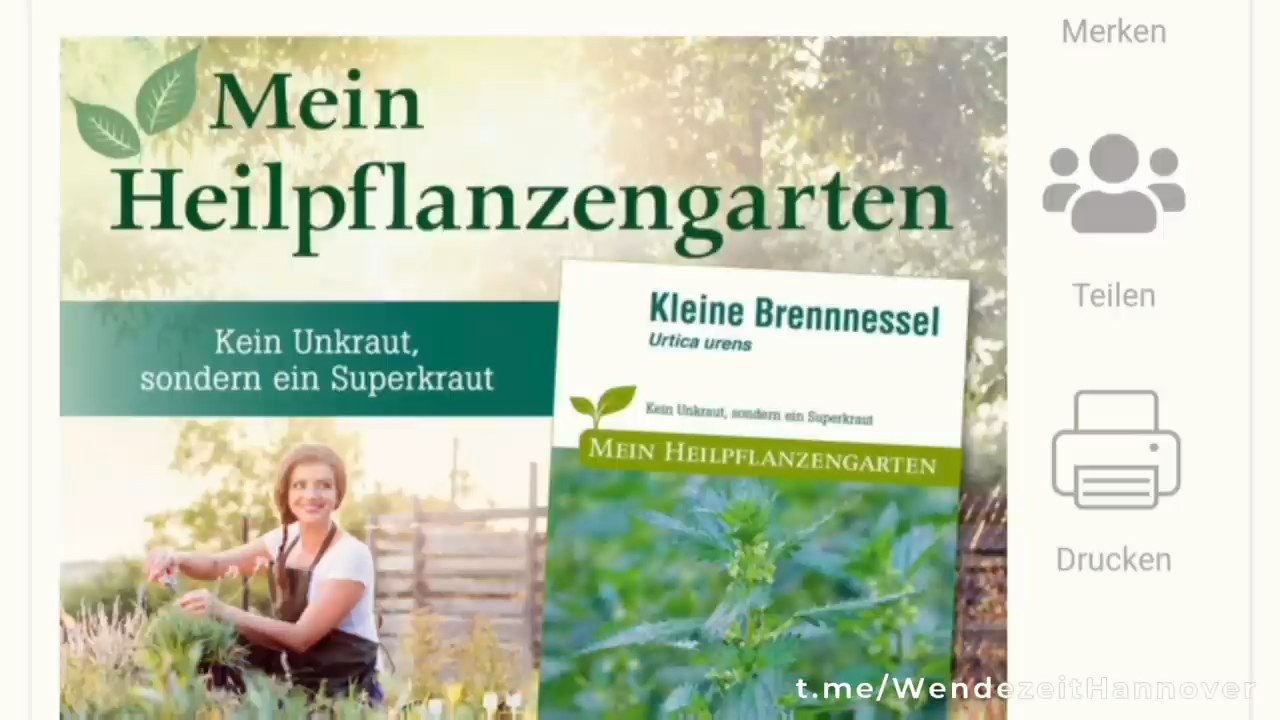 Mein
Heilpflanzengarten
Kein Unkraut,
sondern ein Superkraut
Kleine Brennnessel
Urtica urens
Kein Unkraut, sondern ein Superkraut
MEIN HEILPFLANZENGARTEN
Merken
Teilen
Drucken
t.me/WendezeitHannover